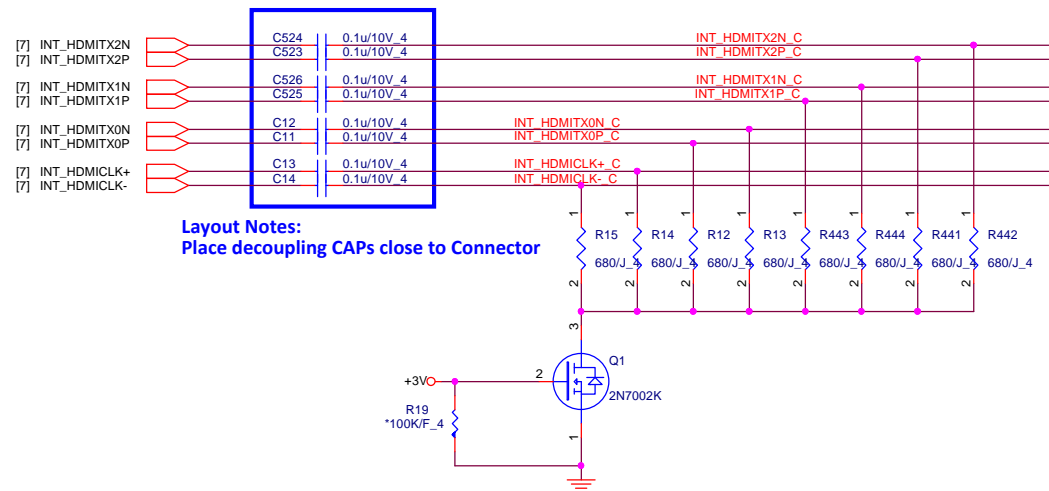 [7] INT_HDMITX2N C524 0.1u/10V_4 INT_HDMITX2N_C
[7] INT_HDMITX2P C523 0.1u/10V_4 INT_HDMITX2P_C
[7] INT_HDMITX1N C526 0.1u/10V_4 INT_HDMITX1N_C
[7] INT_HDMITX1P C525 0.1u/10V_4 INT_HDMITX1P_C
[7] INT_HDMITX0N C12 0.1u/10V_4 INT_HDMITX0N_C
[7] INT_HDMITX0P C11 0.1u/10V_4 INT_HDMITX0P_C
[7] INT_HDMICLK+ C13 0.1u/10V_4 INT_HDMICLK+_C
[7] INT_HDMICLK- C14 0.1u/10V_4 INT_HDMICLK-_C
Layout Notes:
Place decoupling CAPs close to Connector
1 1 1 1 1 1 1 1
R15 R14 R12 R13 R443 R444 R441 R442
680/J_4 680/J_4 680/J_4 680/J_4 680/J_4 680/J_4 680/J_4 680/J_4
2 2 2 2 2 2 2 2
3
Q1
+3V 2
2N7002K
R19
*100K/F_4
1